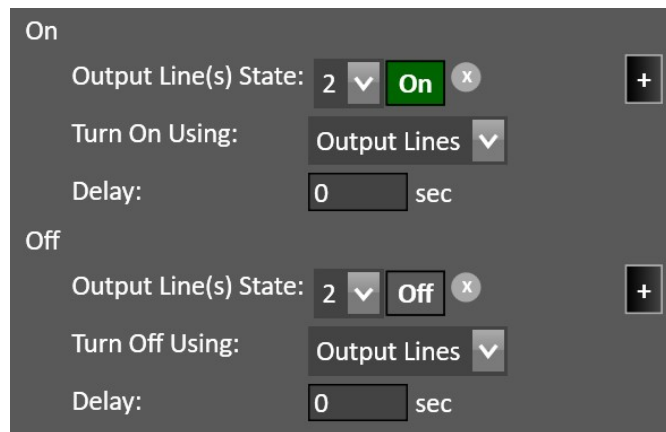 On
Output Line(s) State: 2 On x +
Turn On Using: Output Lines
Delay: 0 sec
Off
Output Line(s) State: 2 Off x +
Turn Off Using: Output Lines
Delay: 0 sec